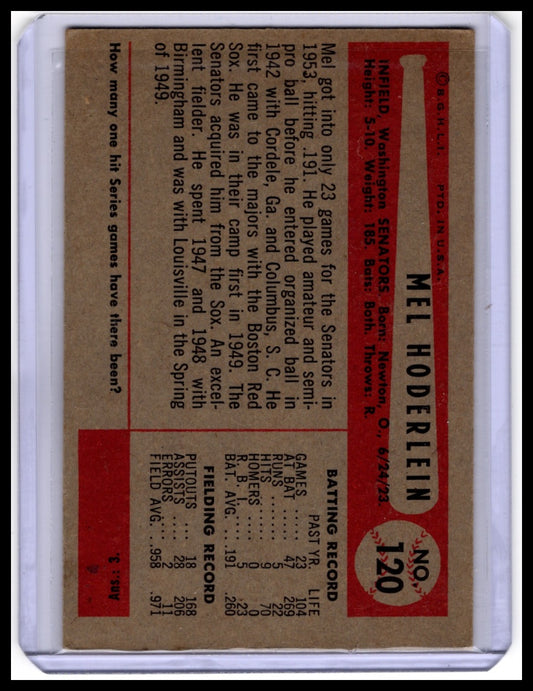 MEL HODERLEIN
NO.
120
© B. G. H. L. I. PTD. IN U. S. A.
INFIELD, Washington SENATORS. Born: Newton, O., 6/24/23.
Height: 5-10. Weight: 185. Bats: Both. Throws: R.
Mel got into only 23 games for the Senators in
1953, hitting .191. He played amateur and semi-
pro ball before he entered organized ball in
1942 with Cordele, Ga. and Columbus, S. C. He
first came to the majors with the Boston Red
Sox. He was in their camp first in 1949. The
Senators acquired him from the Sox. An excel-
lent fielder. He spent 1947 and 1948 with
Birmingham and was with Louisville in the Spring
of 1949.
BATTING RECORD
PAST YR. LIFE
GAMES 23 104
AT BAT 47 269
RUNS 5 22
HITS 9 70
HOMERS 0 0
R. B. I. 5 23
BAT. AVG. .191 .260
FIELDING RECORD
PUTOUTS 18 168
ASSISTS 28 206
ERRORS 2 11
FIELD AVG. .958 .971
How many one hit Series games have there been?
Ans: 3.